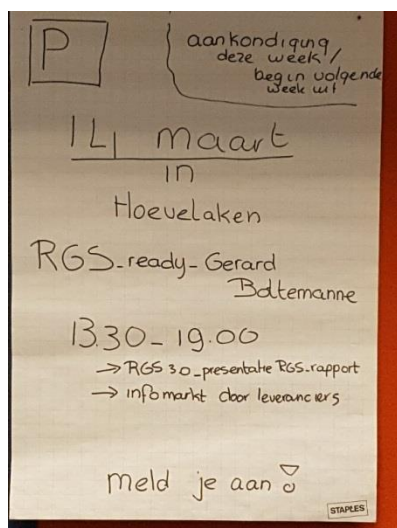 P
aankondiging
deze week/
begin volgende
week uit
14 maart
in
Hoevelaken
RGS-ready-Gerard
Bottemanne
13.30-19.00
→ RGS 3.0-presentatie RGS-rapport
→ infomarkt door leveranciers
meld je aan!
STAPLES